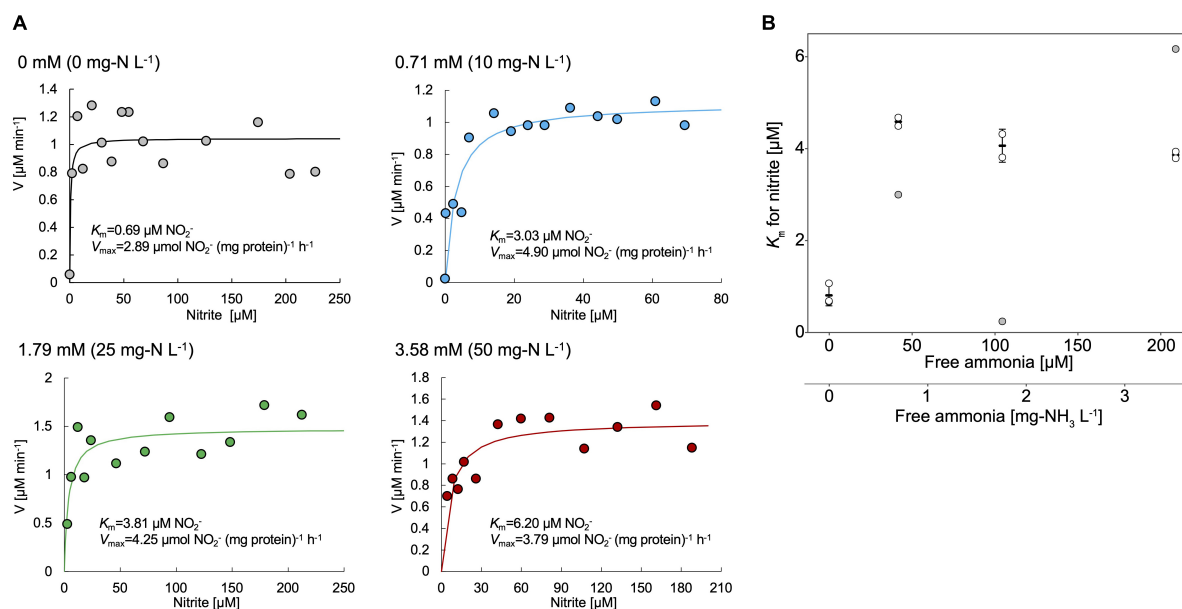 A
0 mM (0 mg-N L⁻¹)
V [µM min⁻¹]
1.4
1.2
1
0.8
0.6
0.4
0.2
0
Kₘ=0.69 µM NO₂⁻
Vₘₐₓ=2.89 µmol NO₂⁻ (mg protein)⁻¹ h⁻¹
0 50 100 150 200 250
Nitrite [µM]
0.71 mM (10 mg-N L⁻¹)
V [µM min⁻¹]
1.2
1
0.8
0.6
0.4
0.2
0
Kₘ=3.03 µM NO₂⁻
Vₘₐₓ=4.90 µmol NO₂⁻ (mg protein)⁻¹ h⁻¹
0 20 40 60 80
Nitrite [µM]
1.79 mM (25 mg-N L⁻¹)
V [µM min⁻¹]
2
1.5
1
0.5
0
Kₘ=3.81 µM NO₂⁻
Vₘₐₓ=4.25 µmol NO₂⁻ (mg protein)⁻¹ h⁻¹
0 50 100 150 200 250
Nitrite [µM]
3.58 mM (50 mg-N L⁻¹)
V [µM min⁻¹]
1.8
1.6
1.4
1.2
1
0.8
0.6
0.4
0.2
0
Kₘ=6.20 µM NO₂⁻
Vₘₐₓ=3.79 µmol NO₂⁻ (mg protein)⁻¹ h⁻¹
0 30 60 90 120 150 180 210
Nitrite [µM]
B
Kₘ for nitrite [µM]
6
4
2
0
0 50 100 150 200
Free ammonia [µM]
0 1 2 3
Free ammonia [mg-NH₃ L⁻¹]